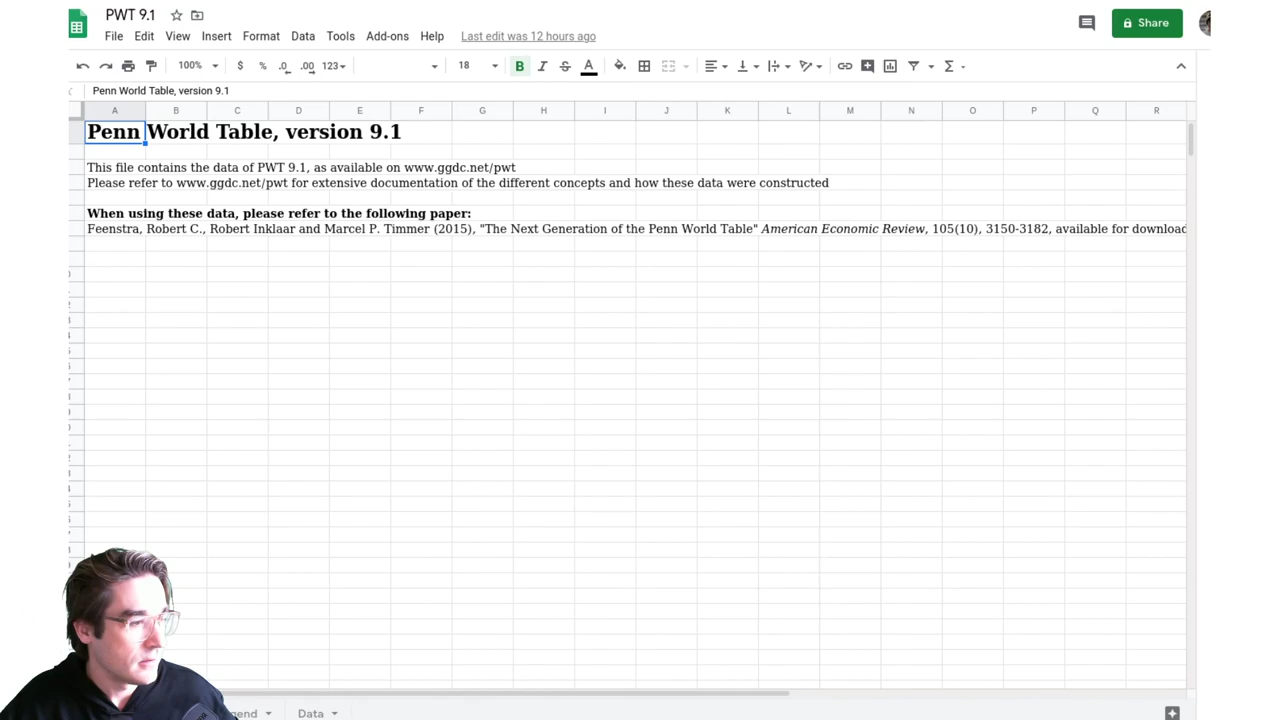 PWT 9.1
File Edit View Insert Format Data Tools Add-ons Help Last edit was 12 hours ago
Share
100% $ % .0 .00 123 18 B I S A Σ
Penn World Table, version 9.1
A B C D E F G H I J K L M N O P Q R
Penn World Table, version 9.1
This file contains the data of PWT 9.1, as available on www.ggdc.net/pwt
Please refer to www.ggdc.net/pwt for extensive documentation of the different concepts and how these data were constructed
When using these data, please refer to the following paper:
Feenstra, Robert C., Robert Inklaar and Marcel P. Timmer (2015), "The Next Generation of the Penn World Table" American Economic Review, 105(10), 3150-3182, available for download
Data